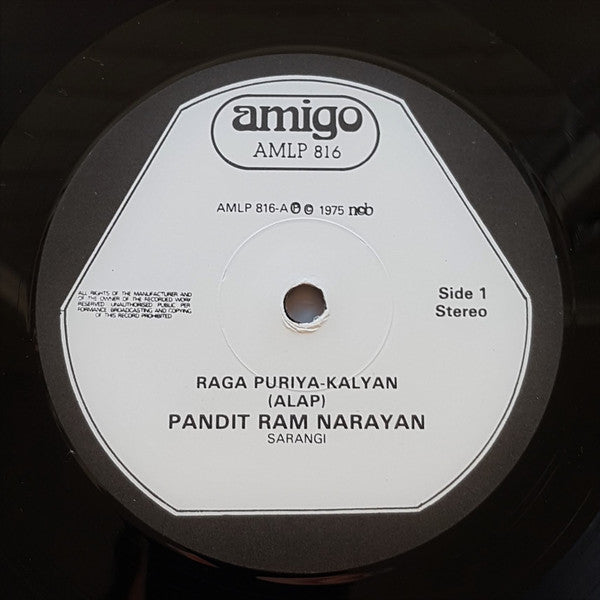 amigo
AMLP 816
AMLP 816-A Ⓟ © 1975 ncb
ALL RIGHTS OF THE MANUFACTURER AND
OF THE OWNER OF THE RECORDED WORK
RESERVED UNAUTHORISED PUBLIC PER-
FORMANCE BROADCASTING AND COPYING
OF THIS RECORD PROHIBITED
Side 1
Stereo
RAGA PURIYA-KALYAN
(ALAP)
PANDIT RAM NARAYAN
SARANGI